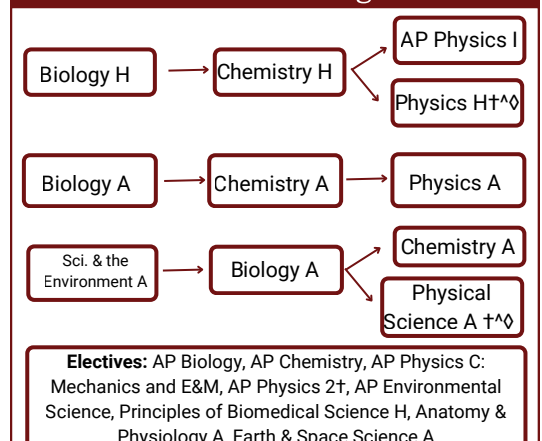 Biology H
Chemistry H
AP Physics I
Physics H†^◊
Biology A
Chemistry A
Physics A
Sci. & the
Environment A
Biology A
Chemistry A
Physical
Science A †^◊
Electives: AP Biology, AP Chemistry, AP Physics C:
Mechanics and E&M, AP Physics 2†, AP Environmental
Science, Principles of Biomedical Science H, Anatomy &
Physiology A, Earth & Space Science A